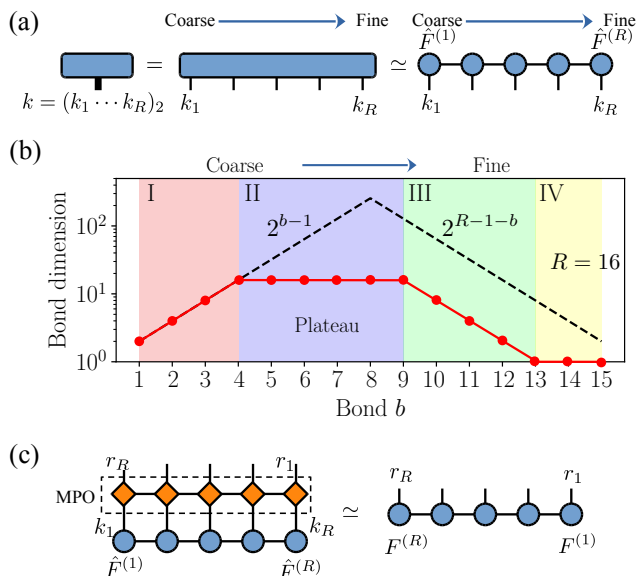 (a)
Coarse Fine Coarse Fine
= ≃ F̂^{(1)} F̂^{(R)}
k = (k_1 ⋯ k_R)_2 k_1 k_R k_1 k_R
(b)
Coarse Fine
I II III IV
2^{b−1} 2^{R−1−b}
R = 16
Plateau
Bond dimension
10^2
10^1
10^0
1 2 3 4 5 6 7 8 9 10 11 12 13 14 15
Bond b
(c)
r_R r_1 r_R r_1
MPO
k_1 k_R ≃
F̂^{(1)} F̂^{(R)} F^{(R)} F^{(1)}